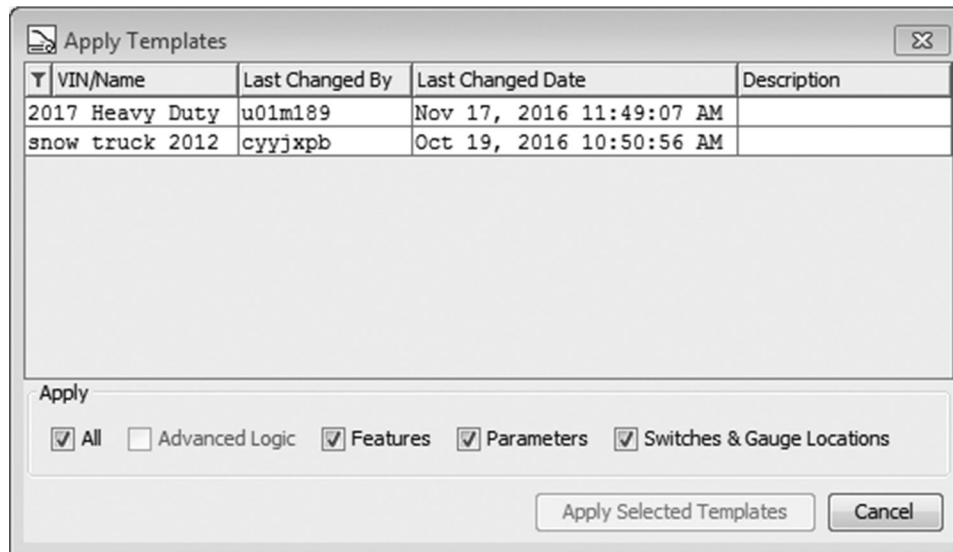 Apply Templates
VIN/Name Last Changed By Last Changed Date Description
2017 Heavy Duty u01m189 Nov 17, 2016 11:49:07 AM
snow truck 2012 cyyjxpb Oct 19, 2016 10:50:56 AM
Apply
All Advanced Logic Features Parameters Switches & Gauge Locations
Apply Selected Templates Cancel